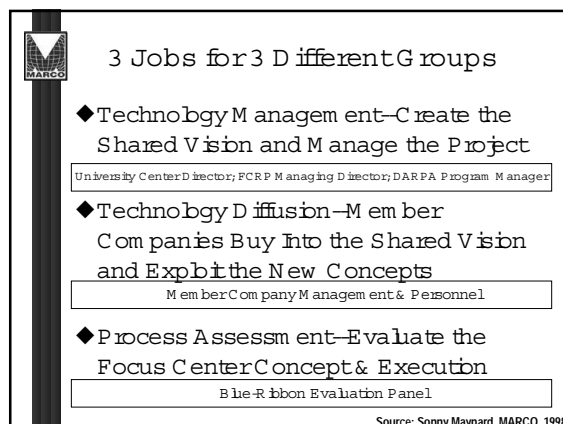 MARCO
3 Jobs for 3 Different Groups
◆Technology Management--Create the
Shared Vision and Manage the Project
University Center Director; FCRP Managing Director; DARPA Program Manager
◆Technology Diffusion--Member
Companies Buy Into the Shared Vision
and Exploit the New Concepts
Member Company Management & Personnel
◆Process Assessment--Evaluate the
Focus Center Concept & Execution
Blue-Ribbon Evaluation Panel
Source: Sonny Maynard, MARCO, 1998